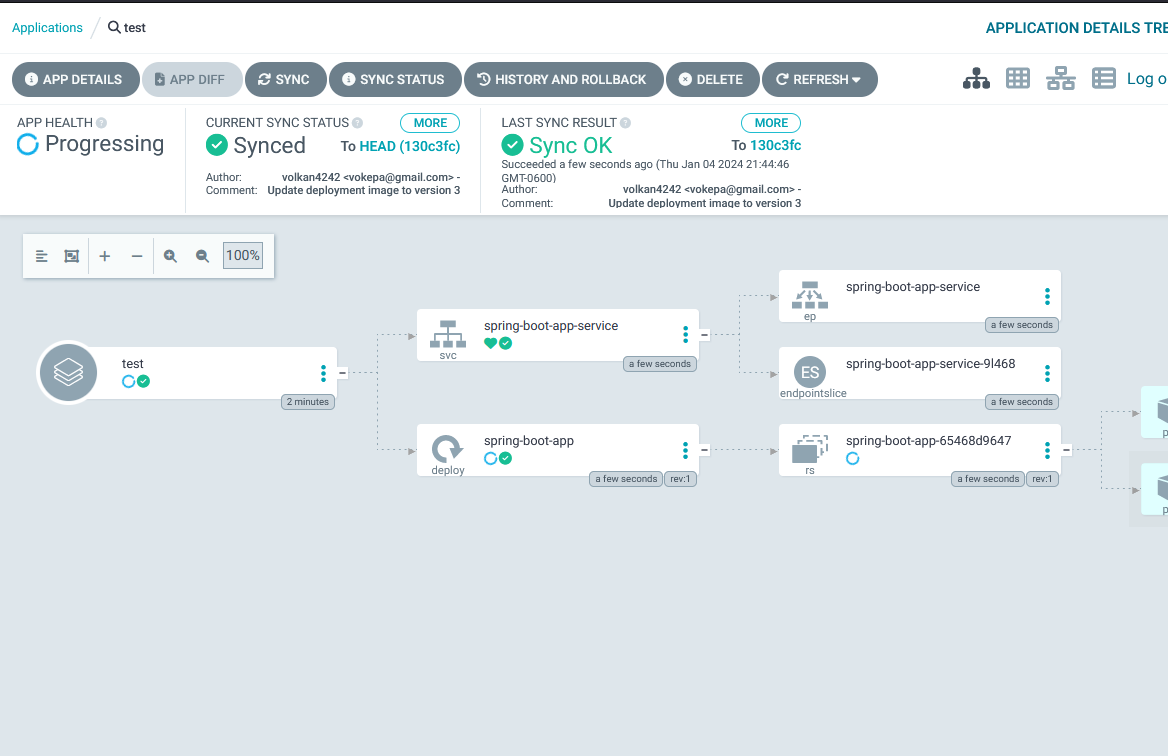 Applications / test
APPLICATION DETAILS TRE
APP DETAILS
APP DIFF
SYNC
SYNC STATUS
HISTORY AND ROLLBACK
DELETE
REFRESH
Log o
APP HEALTH
Progressing
CURRENT SYNC STATUS
MORE
Synced
To HEAD (130c3fc)
Author: volkan4242 <vokepa@gmail.com> -
Comment: Update deployment image to version 3
LAST SYNC RESULT
MORE
Sync OK
To 130c3fc
Succeeded a few seconds ago (Thu Jan 04 2024 21:44:46
GMT-0600)
Author: volkan4242 <vokepa@gmail.com> -
Comment: Update deployment image to version 3
100%
test
2 minutes
spring-boot-app-service
svc
a few seconds
spring-boot-app
deploy
a few seconds
rev:1
spring-boot-app-service
ep
a few seconds
ES
spring-boot-app-service-9l468
endpointslice
a few seconds
spring-boot-app-65468d9647
rs
a few seconds
rev:1
p
p